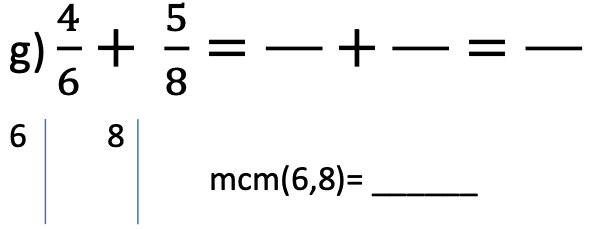 g) 4/6 + 5/8 = — + — = —
6 8
mcm(6,8)= ______